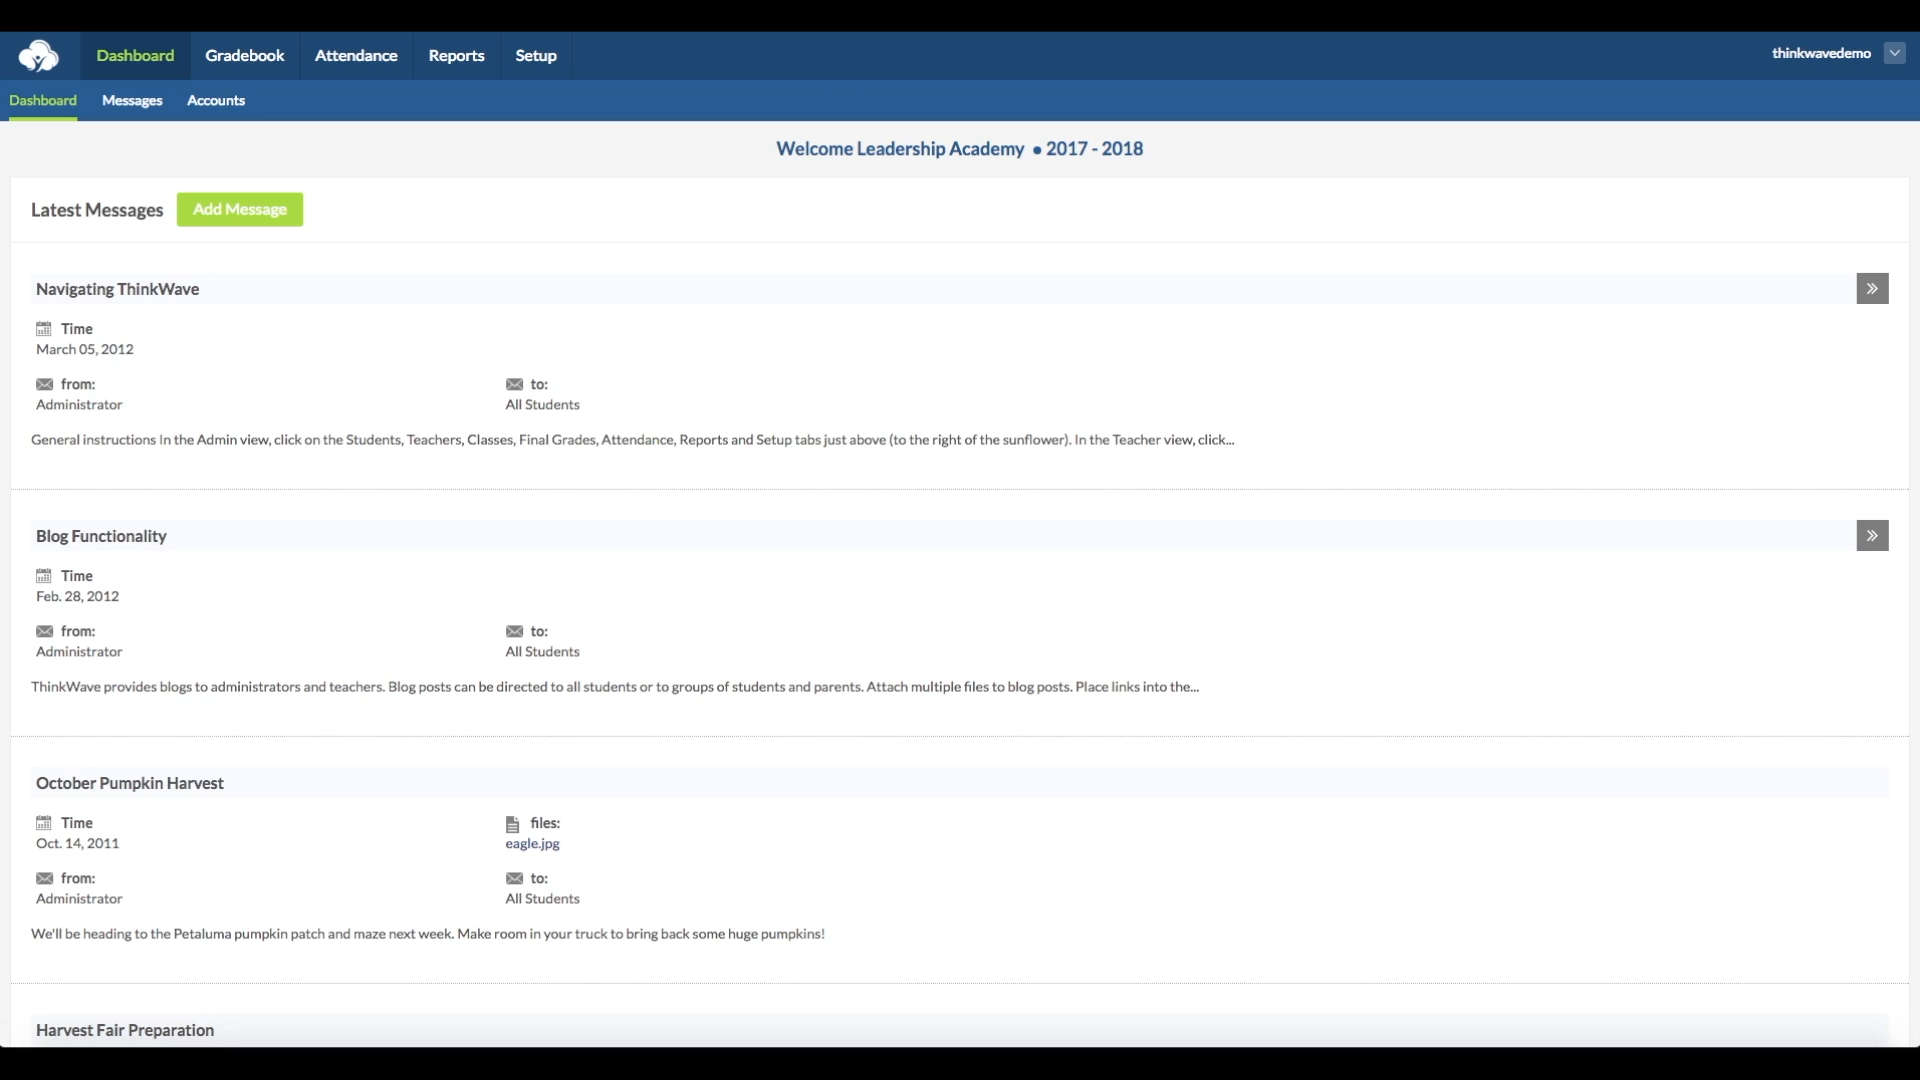 Dashboard Gradebook Attendance Reports Setup thinkwavedemo
Dashboard Messages Accounts
Welcome Leadership Academy • 2017 - 2018
Latest Messages Add Message
Navigating ThinkWave
Time
March 05, 2012
from: to:
Administrator All Students
General instructions In the Admin view, click on the Students, Teachers, Classes, Final Grades, Attendance, Reports and Setup tabs just above (to the right of the sunflower). In the Teacher view, click...
Blog Functionality
Time
Feb. 28, 2012
from: to:
Administrator All Students
ThinkWave provides blogs to administrators and teachers. Blog posts can be directed to all students or to groups of students and parents. Attach multiple files to blog posts. Place links into the...
October Pumpkin Harvest
Time files:
Oct. 14, 2011 eagle.jpg
from: to:
Administrator All Students
We'll be heading to the Petaluma pumpkin patch and maze next week. Make room in your truck to bring back some huge pumpkins!
Harvest Fair Preparation